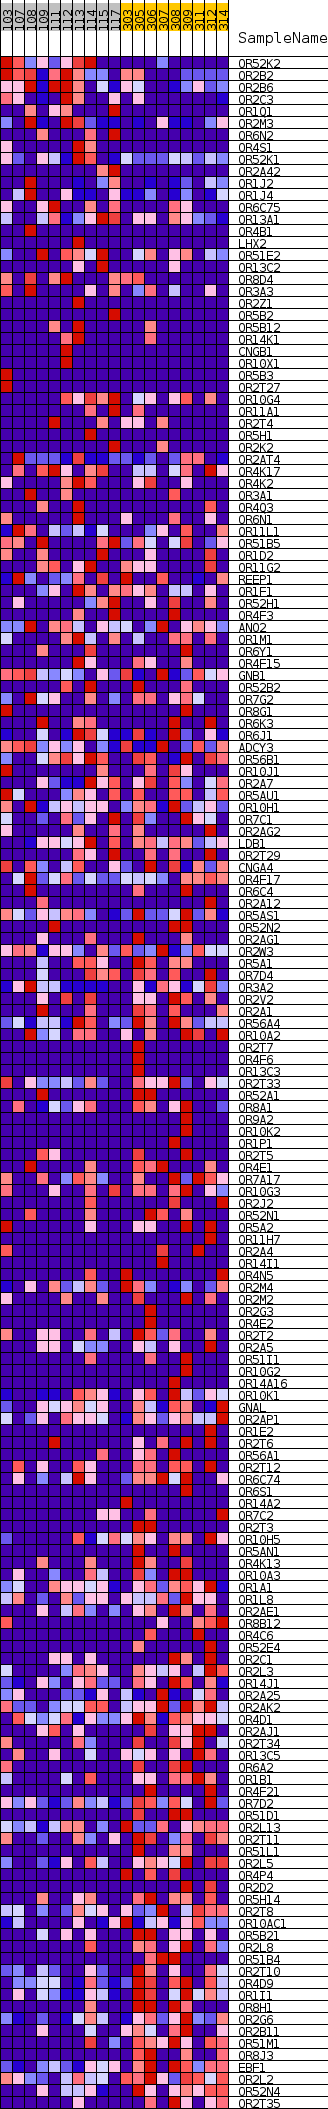 103 107 108 109 111 112 113 114 115 117 303 305 306 307 308 309 311 312 314
SampleName
OR52K2
OR2B2
OR2B6
OR2C3
OR1Q1
OR2M3
OR6N2
OR4S1
OR52K1
OR2A42
OR1J2
OR1J4
OR6C75
OR13A1
OR4B1
LHX2
OR51E2
OR13C2
OR8D4
OR3A3
OR2Z1
OR5B2
OR5B12
OR14K1
CNGB1
OR10X1
OR5B3
OR2T27
OR10G4
OR11A1
OR2T4
OR5H1
OR2K2
OR2AT4
OR4K17
OR4K2
OR3A1
OR4Q3
OR6N1
OR11L1
OR51B5
OR1D2
OR11G2
REEP1
OR1F1
OR52H1
OR4F3
ANO2
OR1M1
OR6Y1
OR4F15
GNB1
OR52B2
OR7G2
OR8G1
OR6K3
OR6J1
ADCY3
OR56B1
OR10J1
OR2A7
OR5AU1
OR10H1
OR7C1
OR2AG2
LDB1
OR2T29
CNGA4
OR4F17
OR6C4
OR2A12
OR5AS1
OR52N2
OR2AG1
OR2W3
OR5A1
OR7D4
OR3A2
OR2V2
OR2A1
OR56A4
OR10A2
OR2T7
OR4F6
OR13C3
OR2T33
OR52A1
OR8A1
OR9A2
OR10K2
OR1P1
OR2T5
OR4E1
OR7A17
OR10G3
OR2J2
OR52N1
OR5A2
OR11H7
OR2A4
OR14I1
OR4N5
OR2M4
OR2M2
OR2G3
OR4E2
OR2T2
OR2A5
OR51I1
OR10G2
OR14A16
OR10K1
GNAL
OR2AP1
OR1E2
OR2T6
OR56A1
OR2T12
OR6C74
OR6S1
OR14A2
OR7C2
OR2T3
OR10H5
OR5AN1
OR4K13
OR10A3
OR1A1
OR1L8
OR2AE1
OR8B12
OR4C6
OR52E4
OR2C1
OR2L3
OR14J1
OR2A25
OR2AK2
OR4D1
OR2AJ1
OR2T34
OR13C5
OR6A2
OR1B1
OR4F21
OR7D2
OR51D1
OR2L13
OR2T11
OR51L1
OR2L5
OR4P4
OR2D2
OR5H14
OR2T8
OR10AC1
OR5B21
OR2L8
OR51B4
OR2T10
OR4D9
OR1I1
OR8H1
OR2G6
OR2B11
OR51M1
OR8J3
EBF1
OR2L2
OR52N4
OR2T35